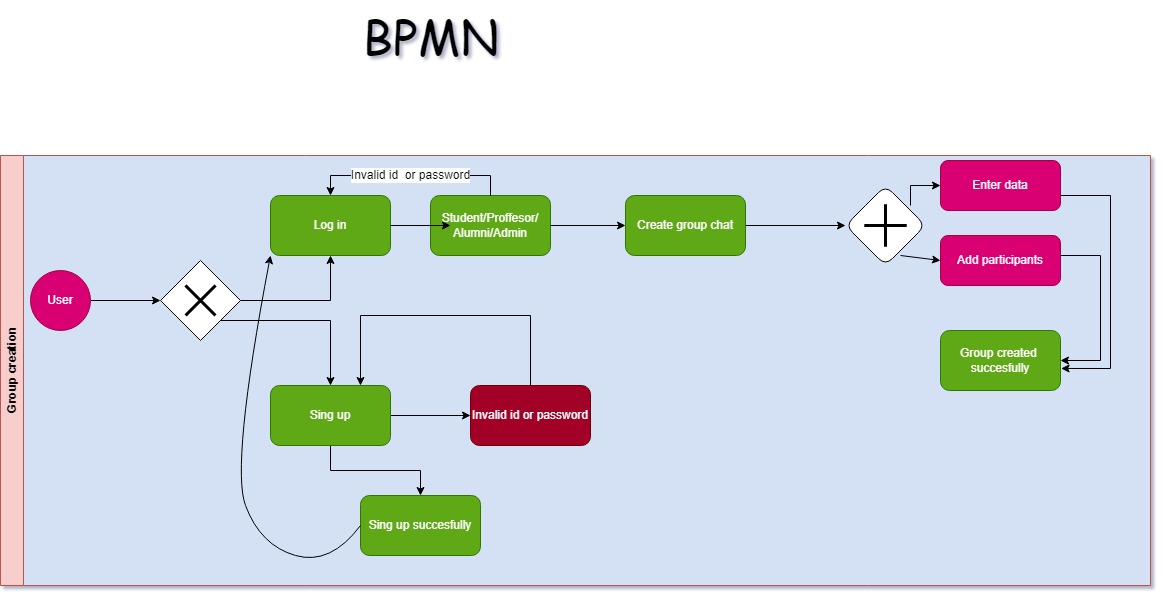 BPMN
Group creation
Invalid id or password
Log in
Student/Proffesor/
Alumni/Admin
Create group chat
Enter data
Add participants
User
Group created
succesfully
Sing up
Invalid id or password
Sing up succesfully